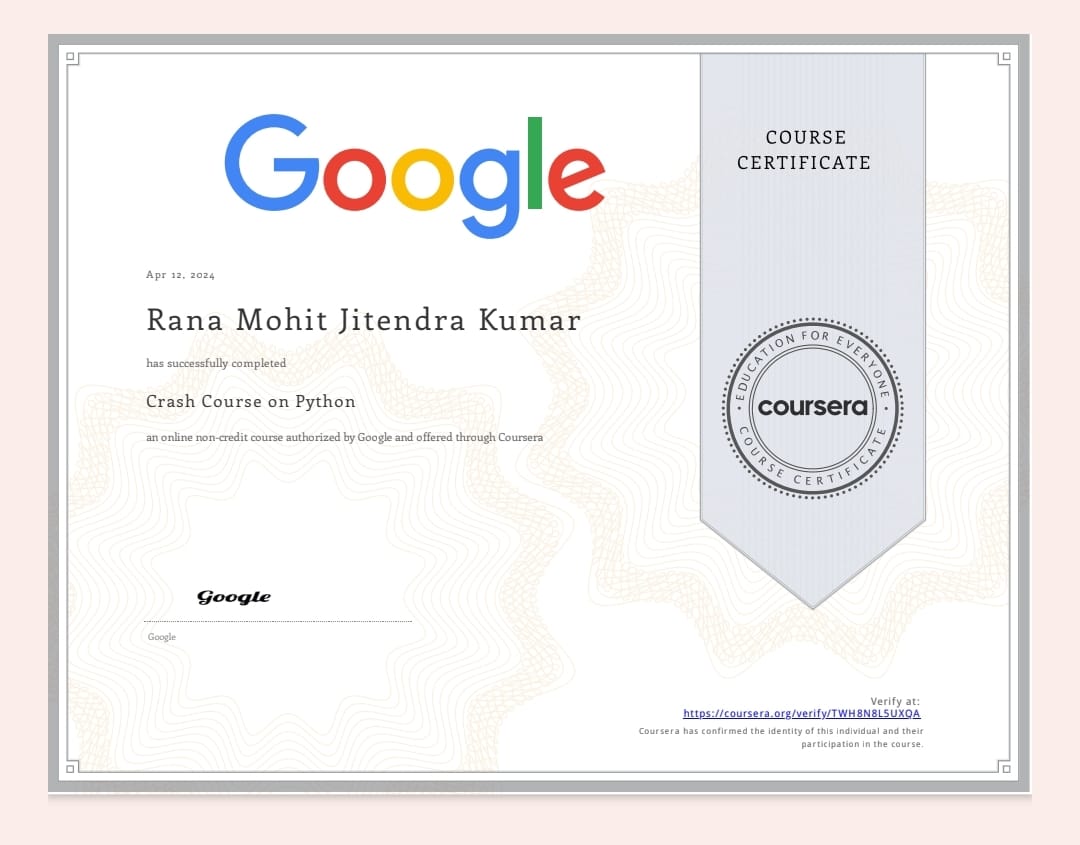 Google
COURSE
CERTIFICATE
Apr 12, 2024
Rana Mohit Jitendra Kumar
has successfully completed
Crash Course on Python
an online non-credit course authorized by Google and offered through Coursera
EDUCATION FOR EVERYONE
coursera
COURSE CERTIFICATE
Google
Google
Verify at:
https://coursera.org/verify/TWH8N8L5UXQA
Coursera has confirmed the identity of this individual and their
participation in the course.